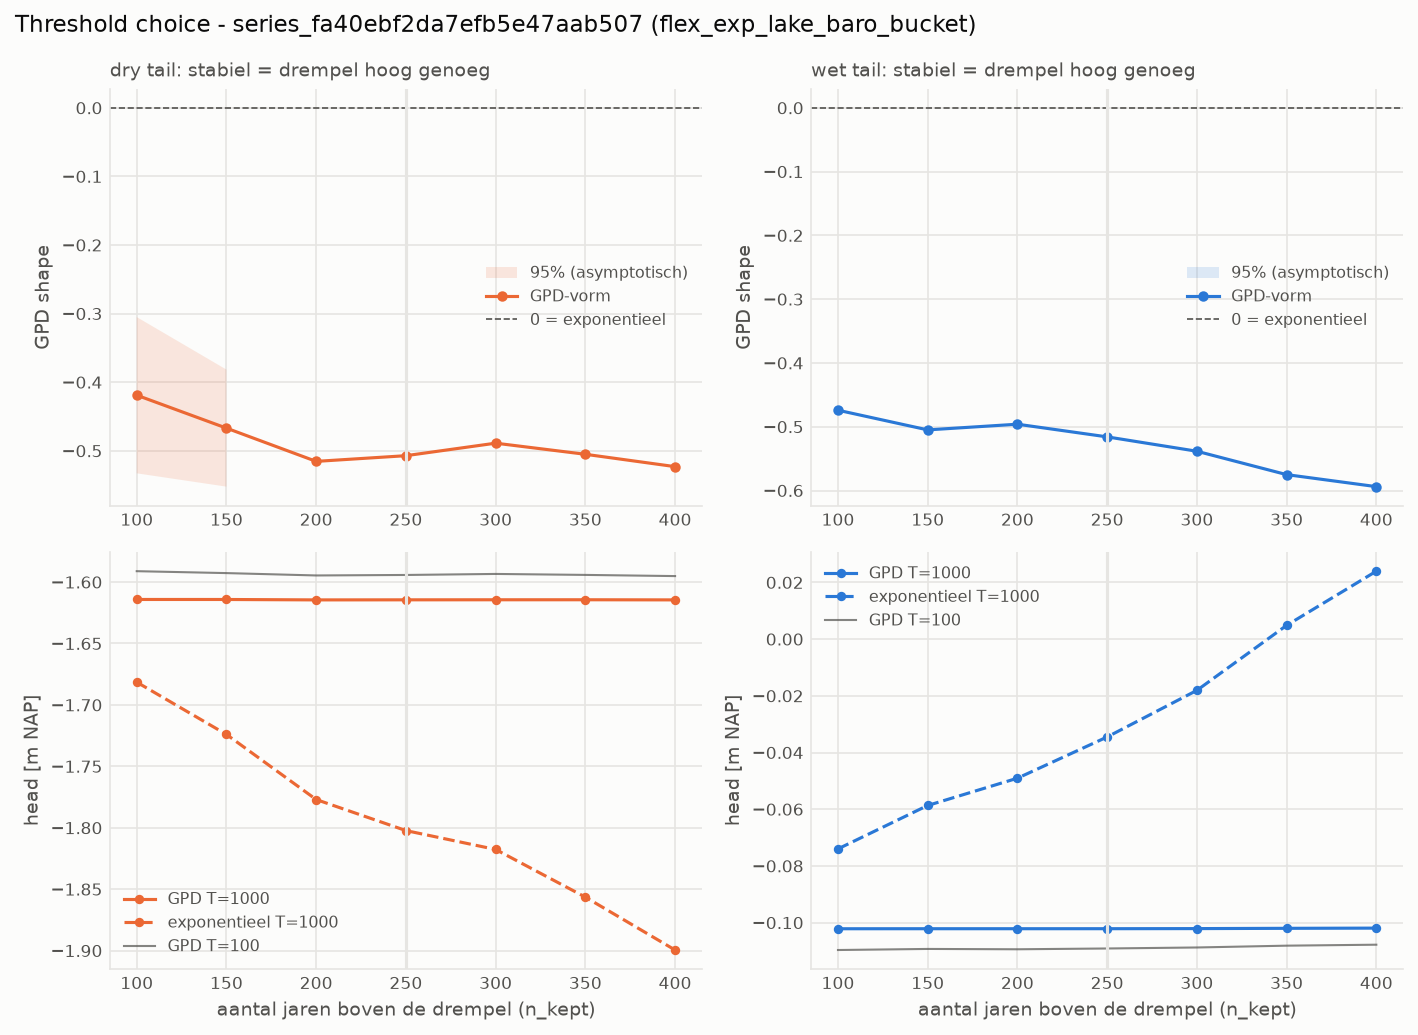 Threshold choice - series_fa40ebf2da7efb5e47aab507 (flex_exp_lake_baro_bucket)
dry tail: stabiel = drempel hoog genoeg
0.0
−0.1
−0.2
−0.3
−0.4
−0.5
GPD shape
95% (asymptotisch)
GPD-vorm
0 = exponentieel
100 150 200 250 300 350 400
wet tail: stabiel = drempel hoog genoeg
0.0
−0.1
−0.2
−0.3
−0.4
−0.5
−0.6
GPD shape
95% (asymptotisch)
GPD-vorm
0 = exponentieel
100 150 200 250 300 350 400
−1.60
−1.65
−1.70
−1.75
−1.80
−1.85
−1.90
head [m NAP]
GPD T=1000
exponentieel T=1000
GPD T=100
100 150 200 250 300 350 400
aantal jaren boven de drempel (n_kept)
0.02
0.00
−0.02
−0.04
−0.06
−0.08
−0.10
head [m NAP]
GPD T=1000
exponentieel T=1000
GPD T=100
100 150 200 250 300 350 400
aantal jaren boven de drempel (n_kept)